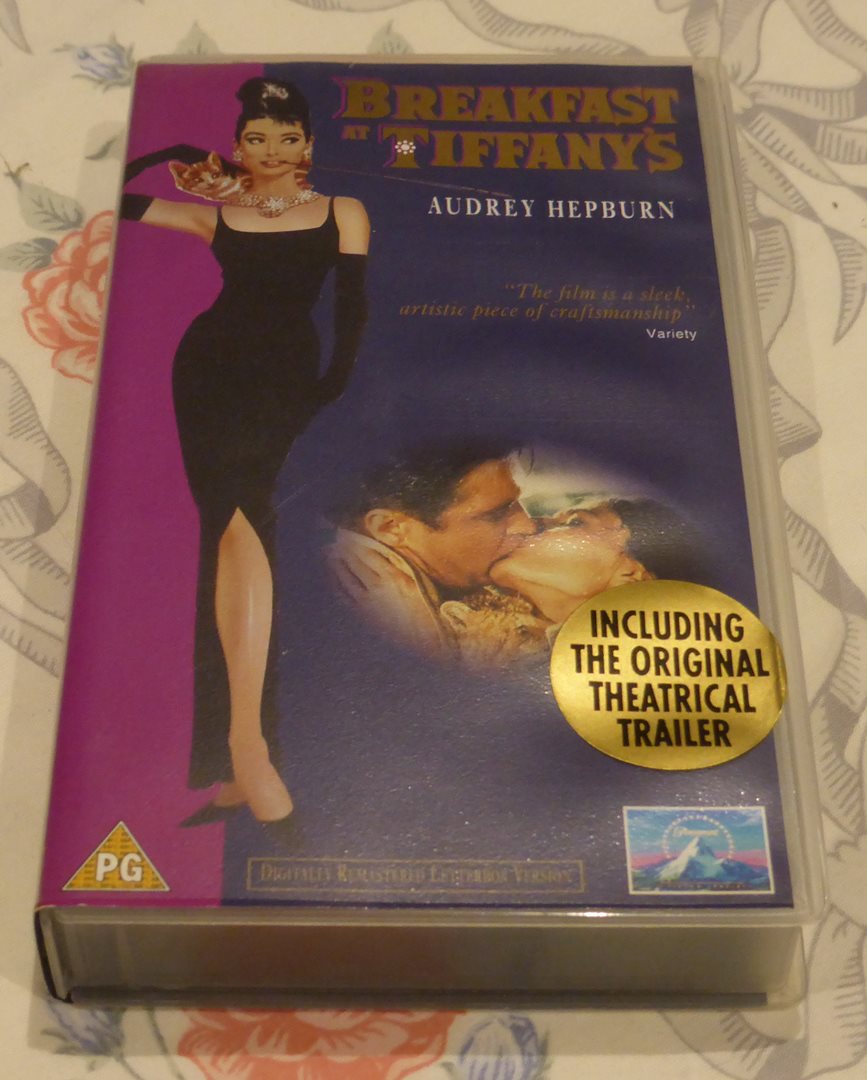 BREAKFAST
AT TIFFANY'S
AUDREY HEPBURN
"The film is a sleek,
artistic piece of craftsmanship"
Variety
INCLUDING
THE ORIGINAL
THEATRICAL
TRAILER
PG
DIGITALLY REMASTERED LETTERBOX VERSION
Paramount